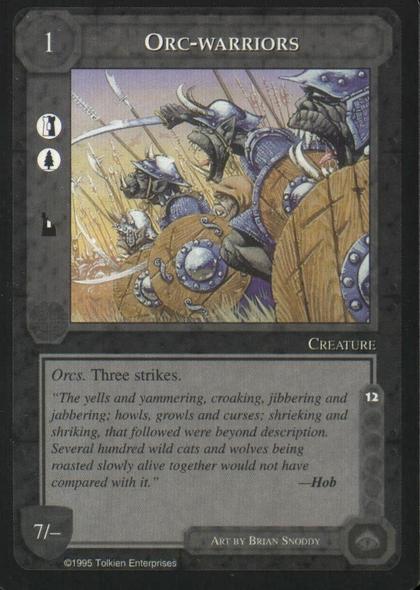 1
ORC-WARRIORS
CREATURE
Orcs. Three strikes.
"The yells and yammering, croaking, jibbering and
jabbering; howls, growls and curses; shrieking and
shriking, that followed were beyond description.
Several hundred wild cats and wolves being
roasted slowly alive together would not have
compared with it." —Hob
12
7/–
ART BY BRIAN SNODDY
©1995 Tolkien Enterprises